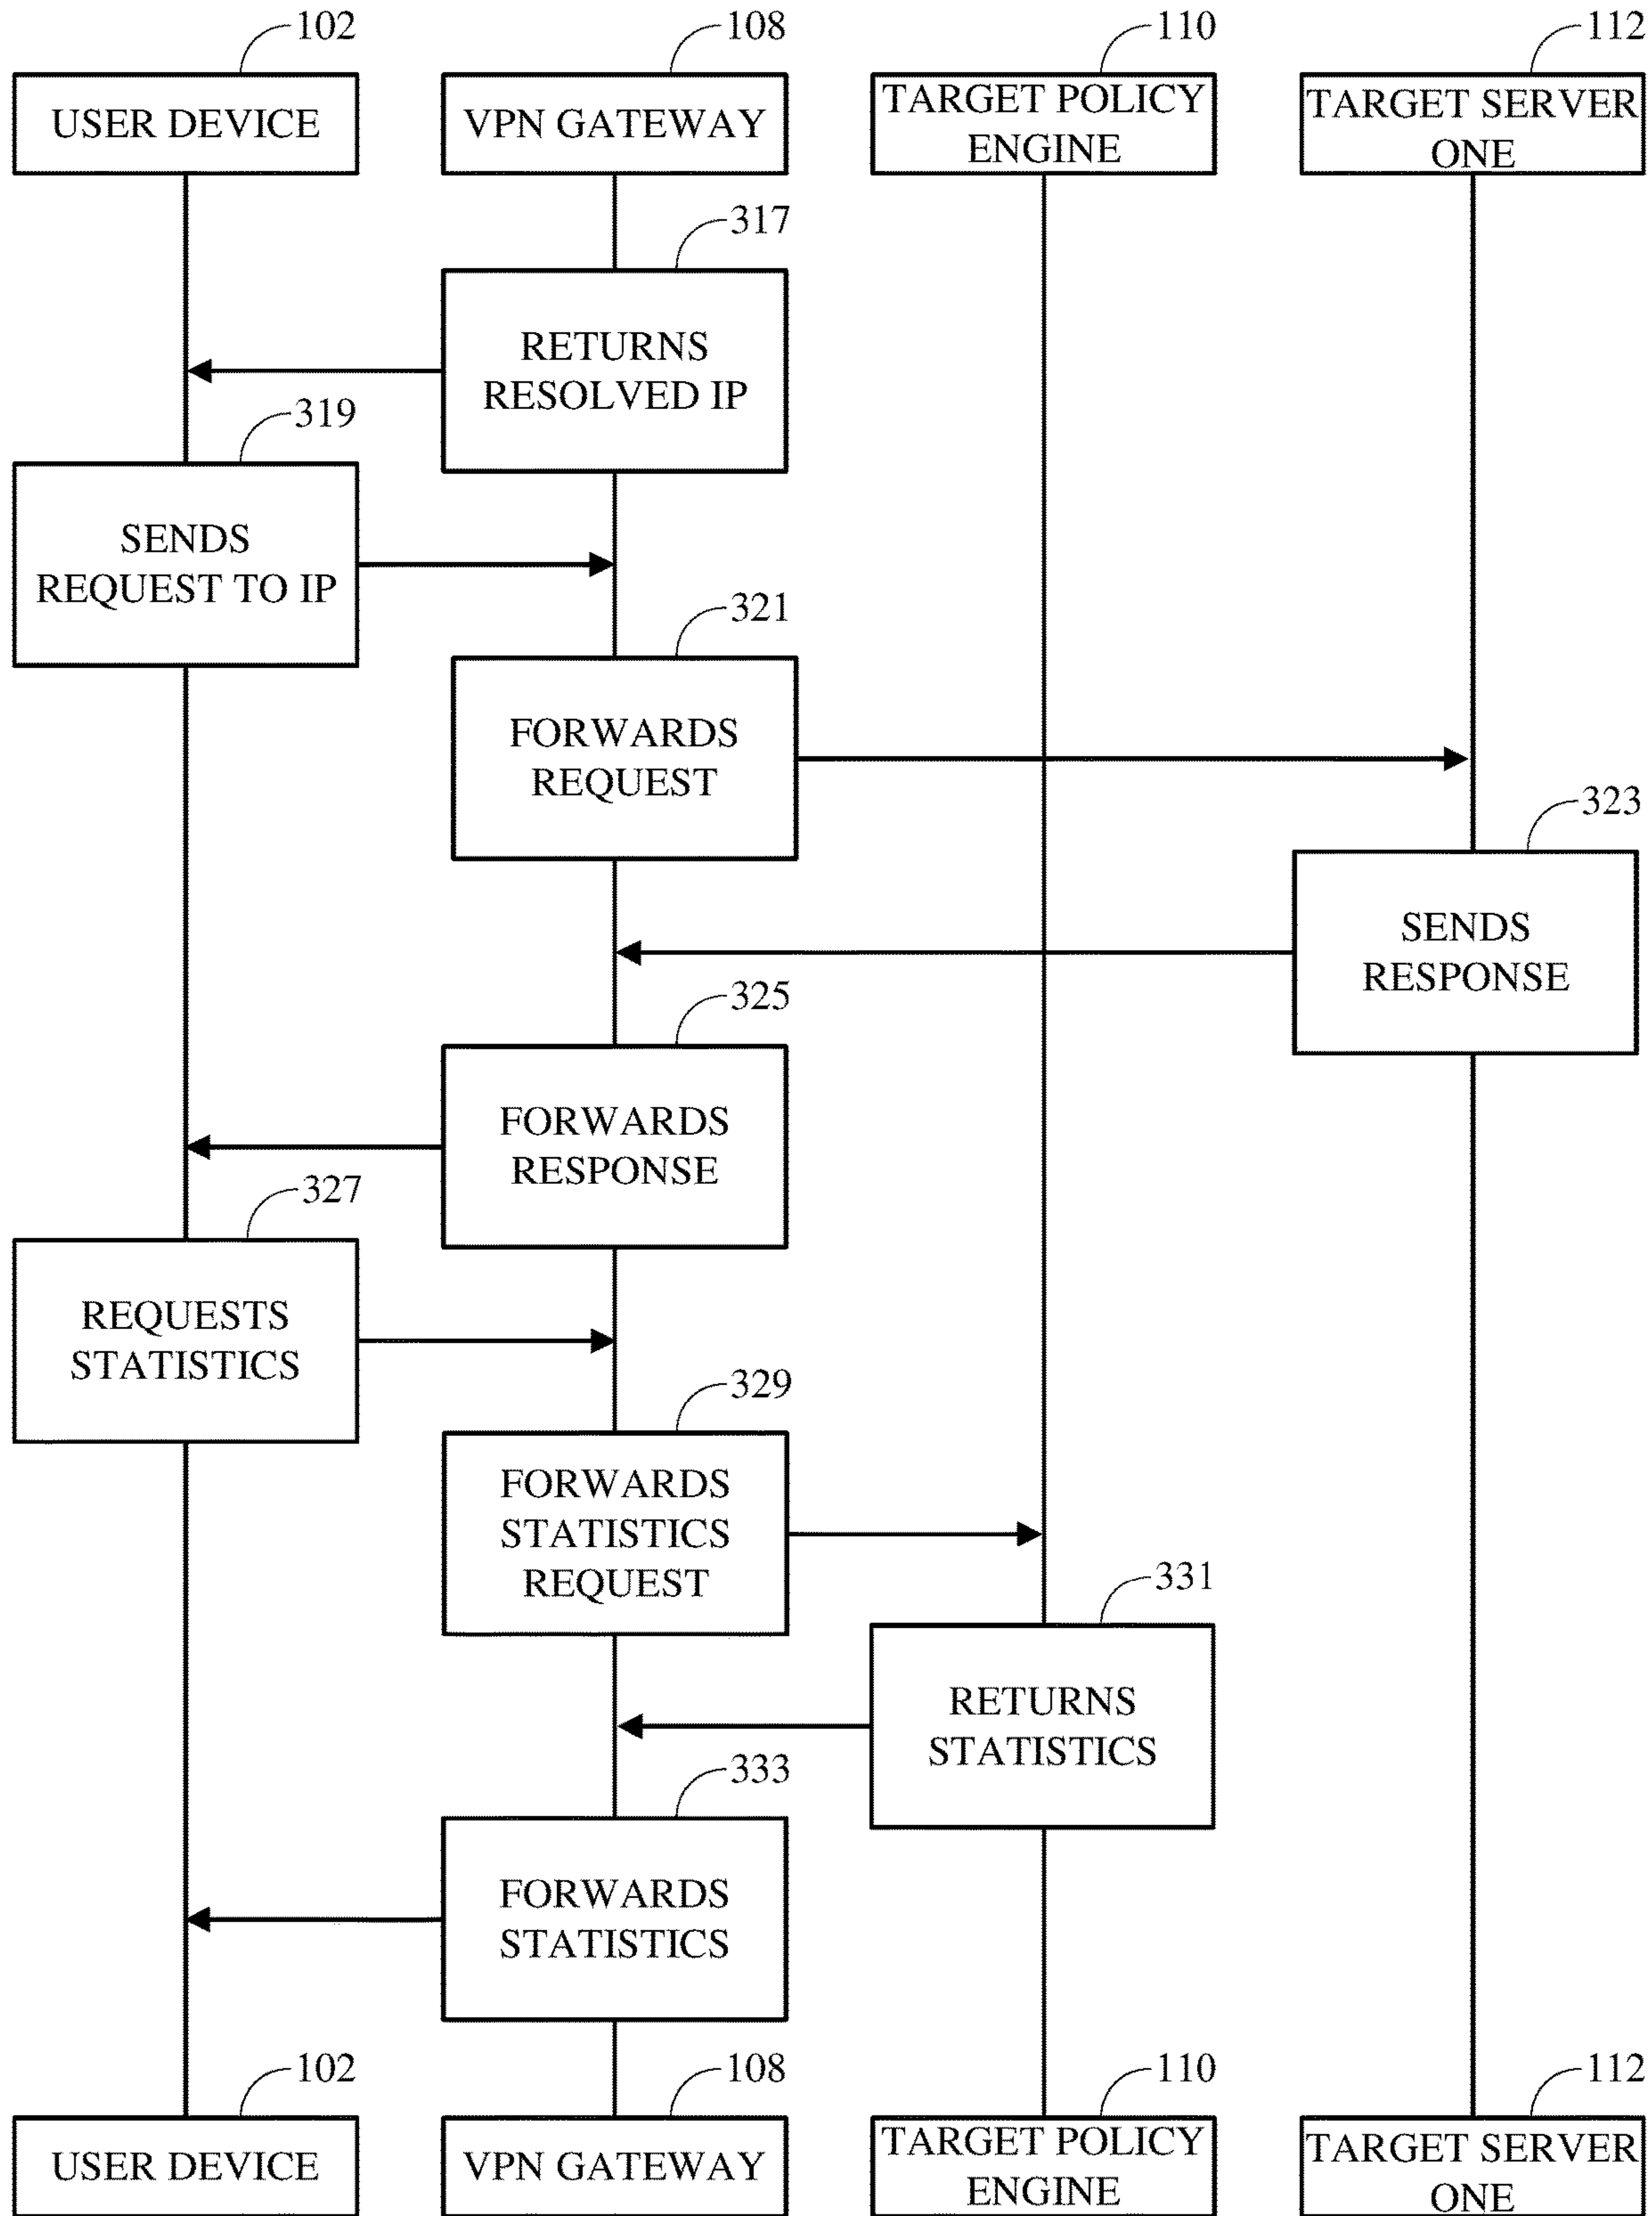 102
108
110
112
USER DEVICE
VPN GATEWAY
TARGET POLICY
ENGINE
TARGET SERVER
ONE
317
RETURNS
RESOLVED IP
319
SENDS
REQUEST TO IP
321
FORWARDS
REQUEST
323
SENDS
RESPONSE
325
FORWARDS
RESPONSE
327
REQUESTS
STATISTICS
329
FORWARDS
STATISTICS
REQUEST
331
RETURNS
STATISTICS
333
FORWARDS
STATISTICS
102
108
110
112
USER DEVICE
VPN GATEWAY
TARGET POLICY
ENGINE
TARGET SERVER
ONE